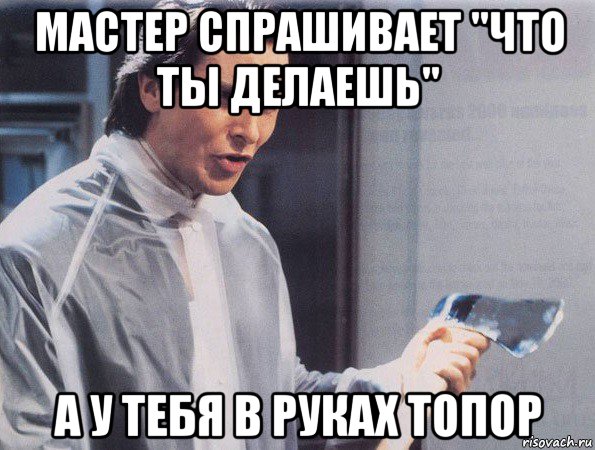 МАСТЕР СПРАШИВАЕТ "ЧТО
ТЫ ДЕЛАЕШЬ"
А У ТЕБЯ В РУКАХ ТОПОР
risovach.ru